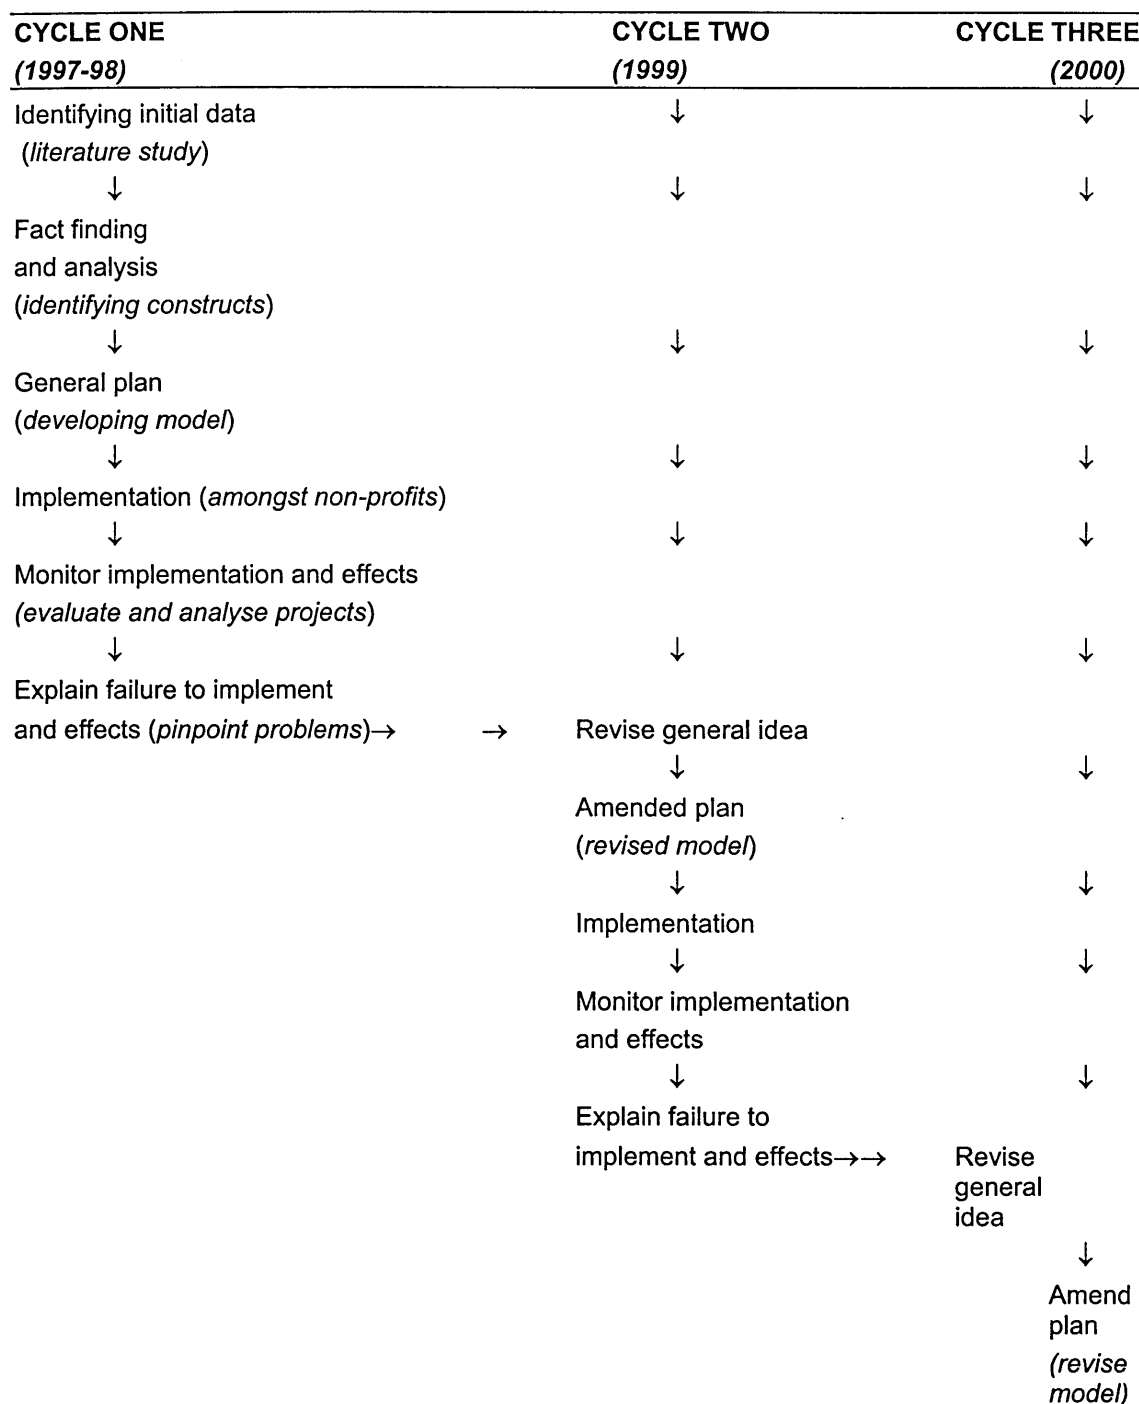 CYCLE ONE CYCLE TWO CYCLE THREE
(1997-98) (1999) (2000)
Identifying initial data ↓ ↓
(literature study)
↓ ↓ ↓
Fact finding
and analysis
(identifying constructs)
↓ ↓ ↓
General plan
(developing model)
↓ ↓ ↓
Implementation (amongst non-profits)
↓ ↓ ↓
Monitor implementation and effects
(evaluate and analyse projects)
↓ ↓ ↓
Explain failure to implement
and effects (pinpoint problems)→ → Revise general idea
↓ ↓
Amended plan
(revised model)
↓ ↓
Implementation
↓ ↓
Monitor implementation
and effects
↓ ↓
Explain failure to
implement and effects→→ Revise
general
idea
↓
Amend
plan
(revise
model)